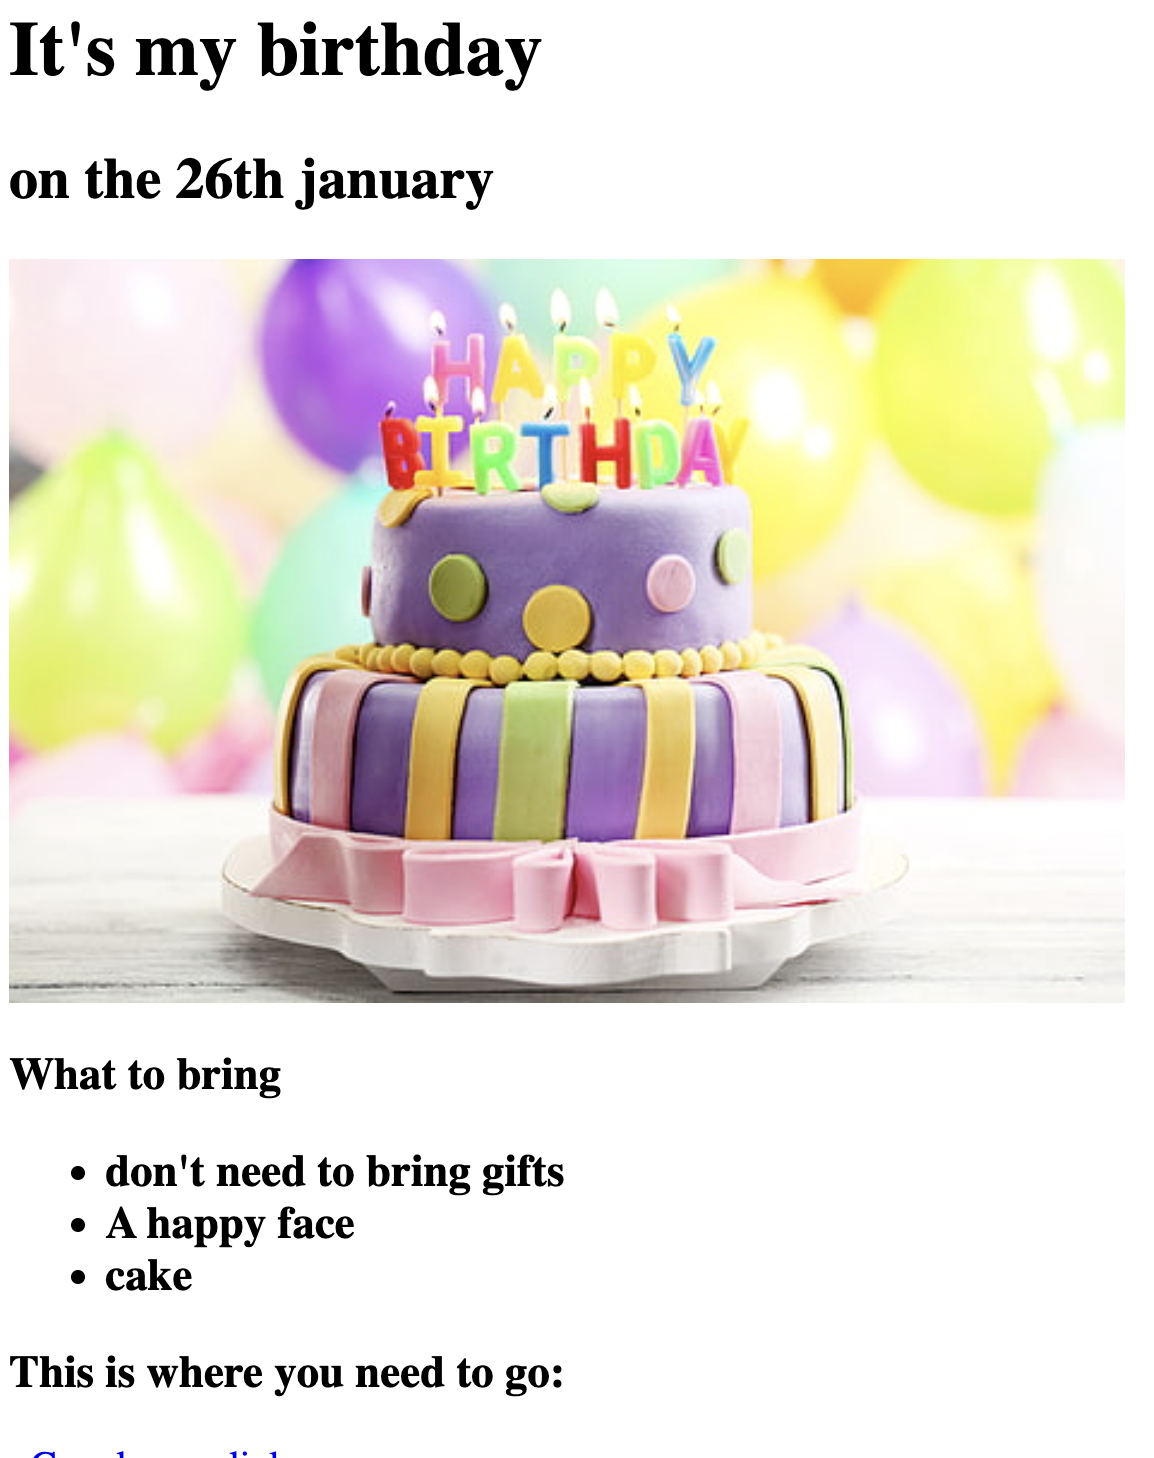 It's my birthday
on the 26th january
HAPPY
BIRTHDAY
What to bring
don't need to bring gifts
A happy face
cake
This is where you need to go: